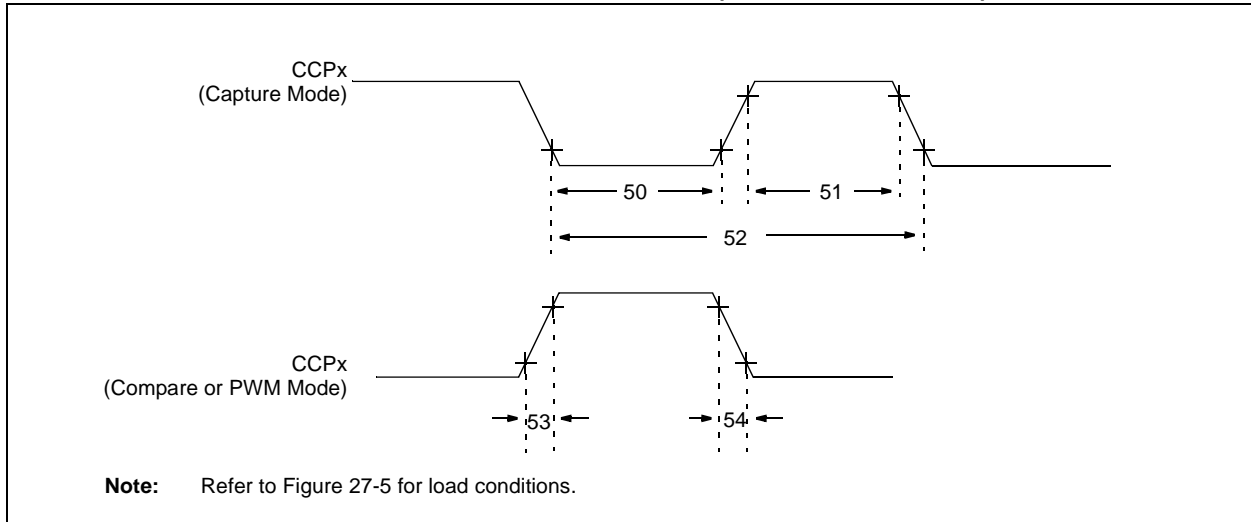 CCPx
(Capture Mode)
50
51
52
CCPx
(Compare or PWM Mode)
53
54
Note: Refer to Figure 27-5 for load conditions.